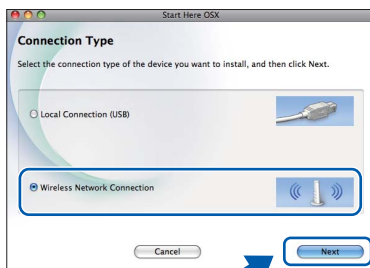 Start Here OSX
Connection Type
Select the connection type of the device you want to install, and then click Next.
Local Connection (USB)
Wireless Network Connection
Cancel
Next